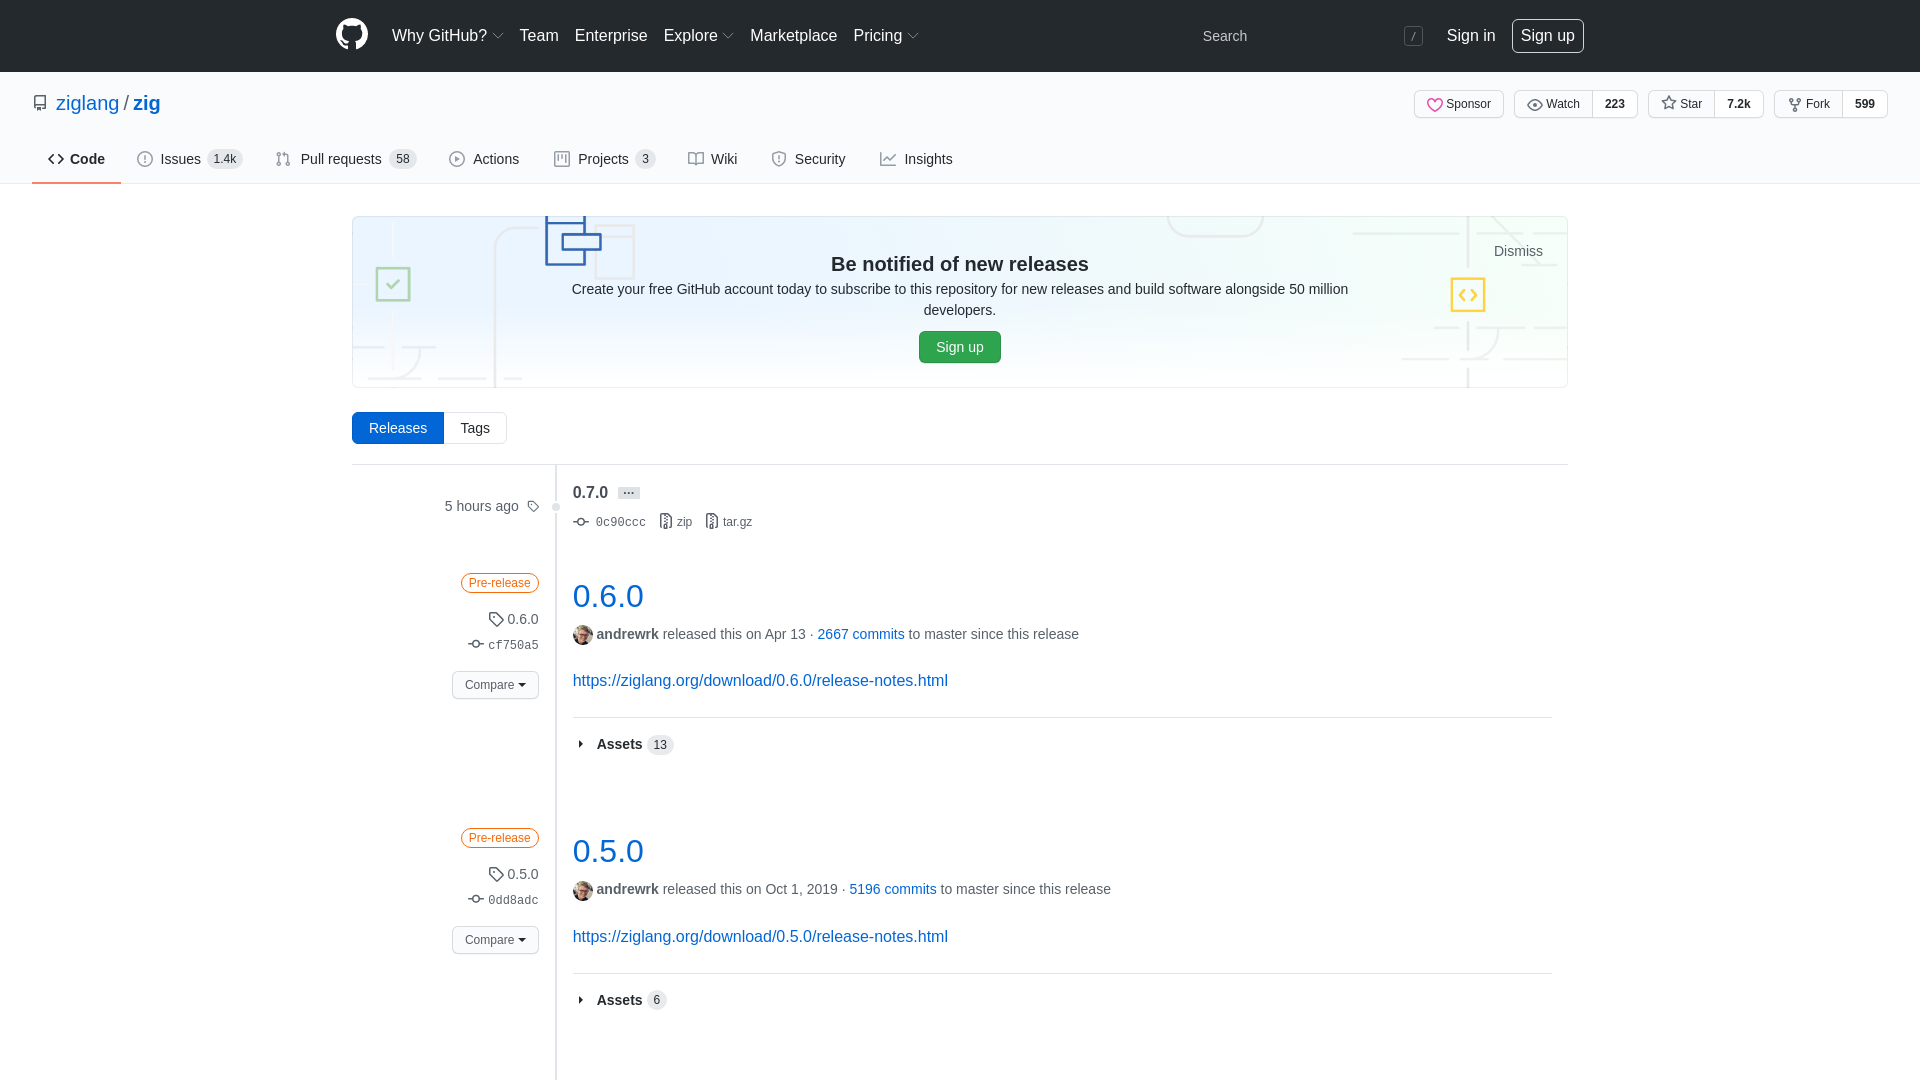 Why GitHub? Team Enterprise Explore Marketplace Pricing Search / Sign in Sign up
ziglang / zig Sponsor Watch 223 Star 7.2k Fork 599
Code Issues 1.4k Pull requests 58 Actions Projects 3 Wiki Security Insights
Dismiss
Be notified of new releases
Create your free GitHub account today to subscribe to this repository for new releases and build software alongside 50 million
developers.
Sign up
Releases Tags
5 hours ago
0.7.0 …
0c90ccc zip tar.gz
Pre-release
0.6.0
cf750a5
Compare
0.6.0
andrewrk released this on Apr 13 · 2667 commits to master since this release
https://ziglang.org/download/0.6.0/release-notes.html
Assets 13
Pre-release
0.5.0
0dd8adc
Compare
0.5.0
andrewrk released this on Oct 1, 2019 · 5196 commits to master since this release
https://ziglang.org/download/0.5.0/release-notes.html
Assets 6